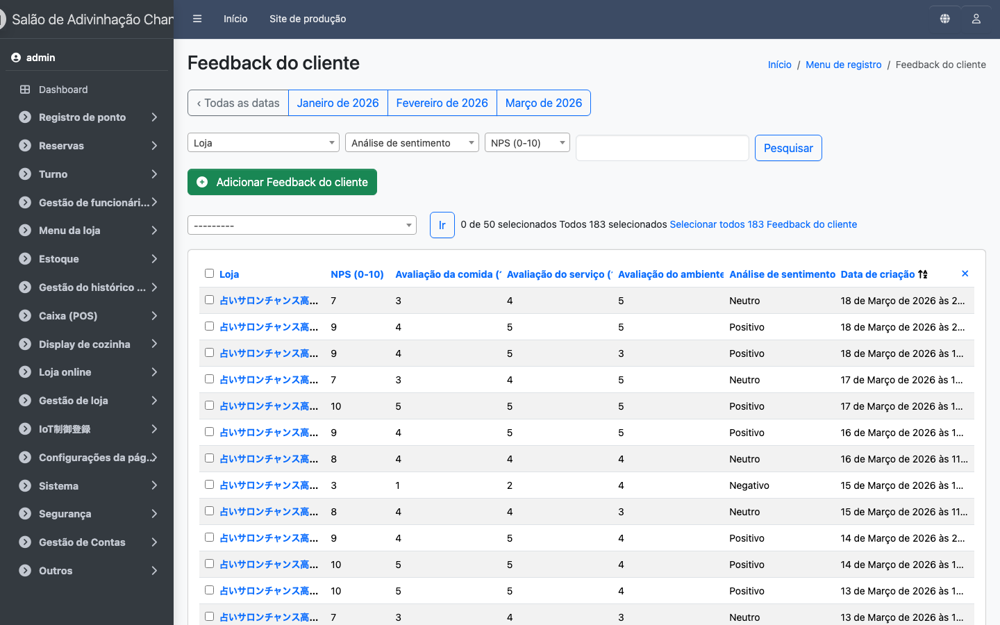 Salão de Adivinhação Chan
Início
Site de produção
admin
Dashboard
Registro de ponto
Reservas
Turno
Gestão de funcionári...
Menu da loja
Estoque
Gestão do histórico ...
Caixa (POS)
Display de cozinha
Loja online
Gestão de loja
IoT制御登録
Configurações da pág...
Sistema
Segurança
Gestão de Contas
Outros
Feedback do cliente
Início / Menu de registro / Feedback do cliente
‹ Todas as datas
Janeiro de 2026
Fevereiro de 2026
Março de 2026
Loja
Análise de sentimento
NPS (0-10)
Pesquisar
Adicionar Feedback do cliente
---------
Ir
0 de 50 selecionados Todos 183 selecionados Selecionar todos 183 Feedback do cliente
Loja NPS (0-10) Avaliação da comida (1 Avaliação do serviço (1 Avaliação do ambiente Análise de sentimento Data de criação
占いサロンチャンス高... 7 3 4 5 Neutro 18 de Março de 2026 às 2...
占いサロンチャンス高... 9 4 5 5 Positivo 18 de Março de 2026 às 2...
占いサロンチャンス高... 9 4 5 3 Positivo 18 de Março de 2026 às 1...
占いサロンチャンス高... 7 3 4 5 Neutro 17 de Março de 2026 às 1...
占いサロンチャンス高... 10 5 5 5 Positivo 17 de Março de 2026 às 1...
占いサロンチャンス高... 9 4 5 5 Positivo 16 de Março de 2026 às 1...
占いサロンチャンス高... 8 4 4 4 Neutro 16 de Março de 2026 às 11...
占いサロンチャンス高... 3 1 2 4 Negativo 15 de Março de 2026 às 1...
占いサロンチャンス高... 8 4 4 3 Neutro 15 de Março de 2026 às 11...
占いサロンチャンス高... 9 4 5 4 Positivo 14 de Março de 2026 às 2...
占いサロンチャンス高... 10 5 5 4 Positivo 14 de Março de 2026 às 1...
占いサロンチャンス高... 10 5 5 4 Positivo 13 de Março de 2026 às 1...
占いサロンチャンス高... 7 3 4 3 Neutro 13 de Março de 2026 às 1...